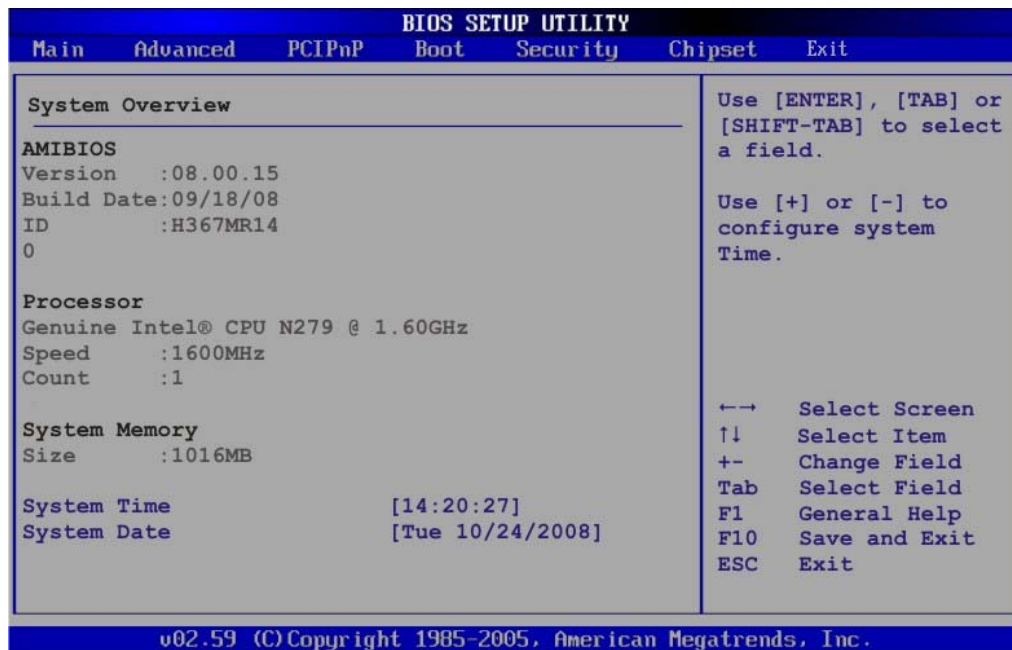 BIOS SETUP UTILITY
Main Advanced PCIPnP Boot Security Chipset Exit
System Overview
AMIBIOS
Version :08.00.15
Build Date:09/18/08
ID :H367MR14
0
Processor
Genuine Intel® CPU N279 @ 1.60GHz
Speed :1600MHz
Count :1
System Memory
Size :1016MB
System Time [14:20:27]
System Date [Tue 10/24/2008]
Use [ENTER], [TAB] or
[SHIFT-TAB] to select
a field.
Use [+] or [-] to
configure system
Time.
←→ Select Screen
↑↓ Select Item
+- Change Field
Tab Select Field
F1 General Help
F10 Save and Exit
ESC Exit
v02.59 (C)Copyright 1985-2005, American Megatrends, Inc.